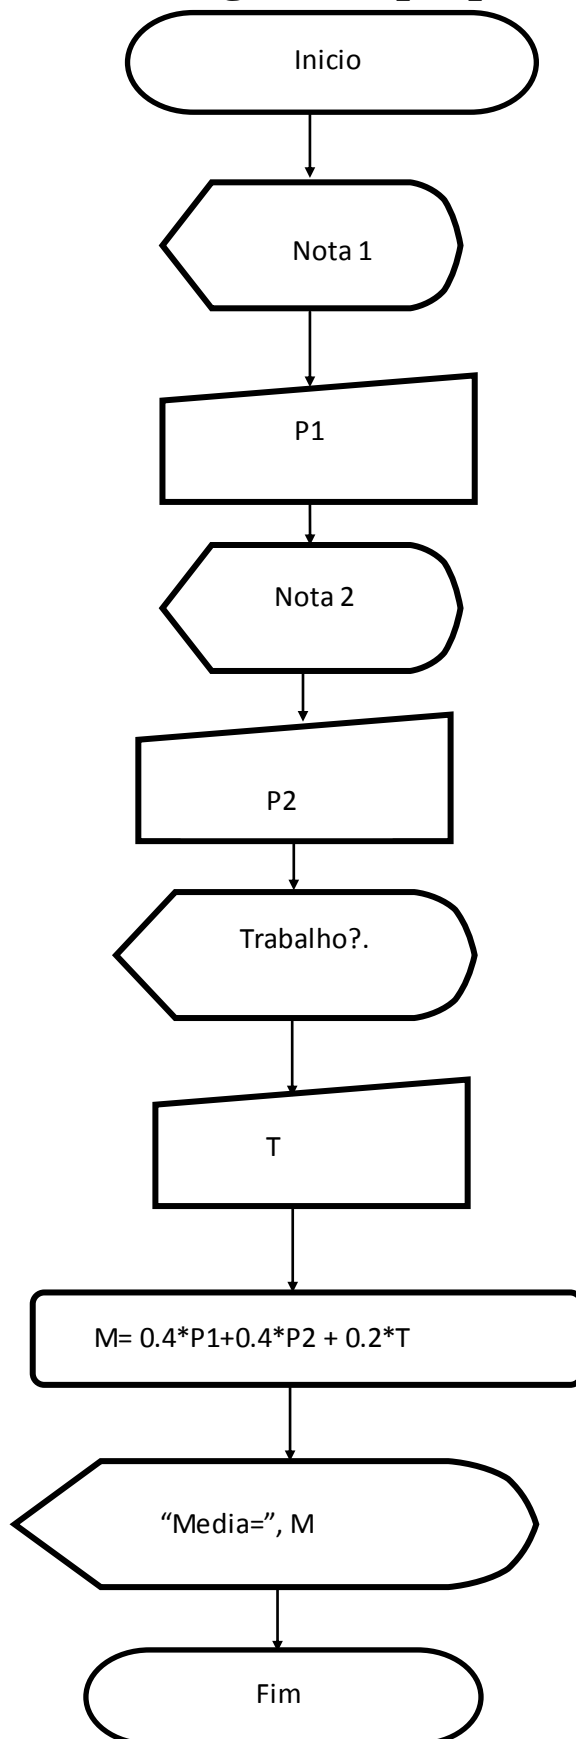 Inicio
Nota 1
P1
Nota 2
P2
Trabalho?.
T
M= 0.4*P1+0.4*P2 + 0.2*T
“Media=”, M
Fim